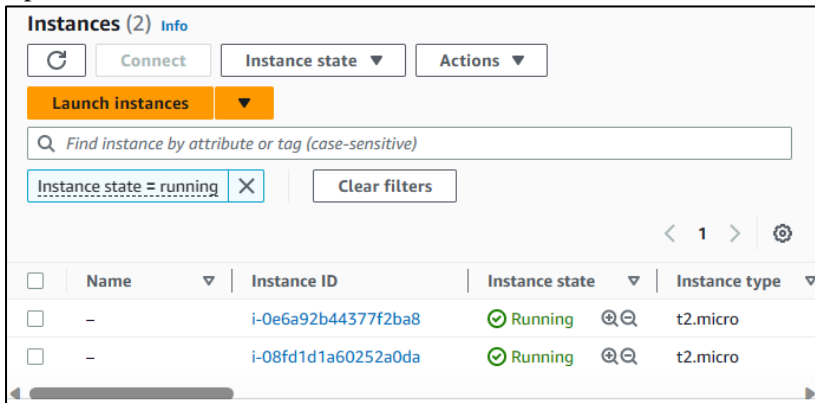 Instances (2) Info
Connect Instance state ▼ Actions ▼
Launch instances ▼
Find instance by attribute or tag (case-sensitive)
Instance state = running Clear filters
1
Name Instance ID Instance state Instance type
– i-0e6a92b44377f2ba8 Running t2.micro
– i-08fd1d1a60252a0da Running t2.micro